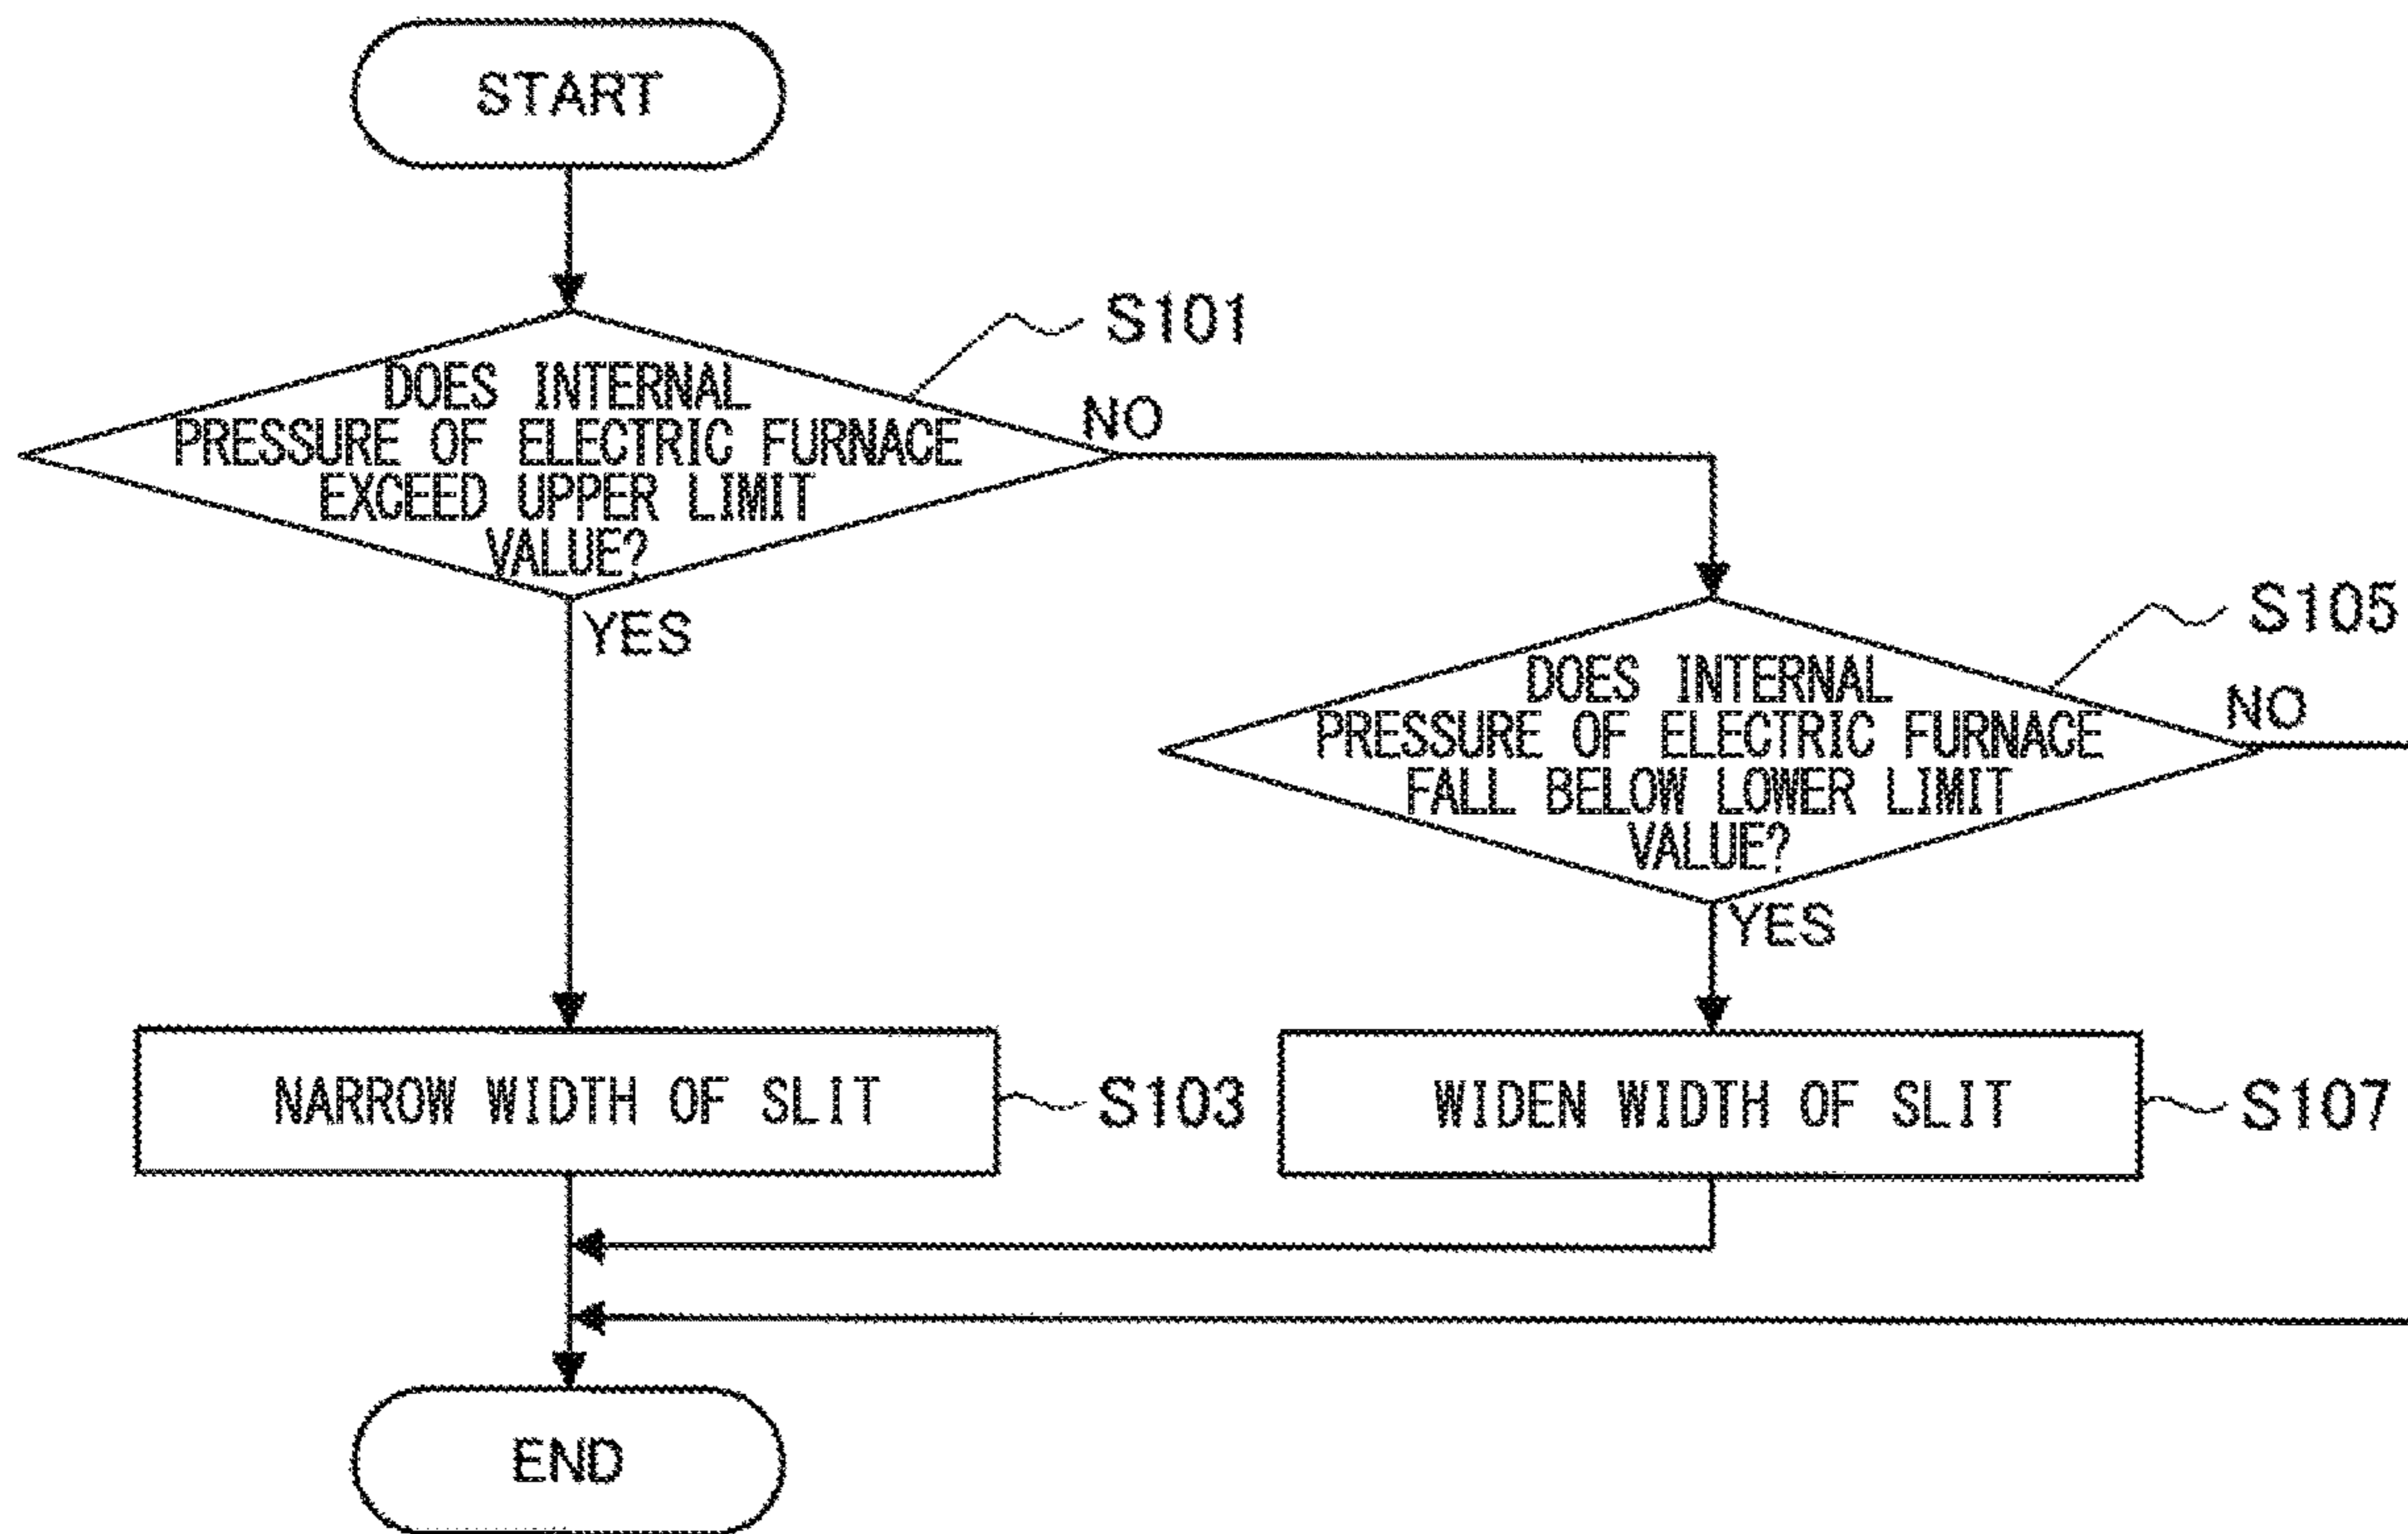 START
S101
DOES INTERNAL
PRESSURE OF ELECTRIC FURNACE
EXCEED UPPER LIMIT
VALUE?
NO
YES
S105
DOES INTERNAL
PRESSURE OF ELECTRIC FURNACE
FALL BELOW LOWER LIMIT
VALUE?
NO
YES
NARROW WIDTH OF SLIT
S103
WIDEN WIDTH OF SLIT
S107
END